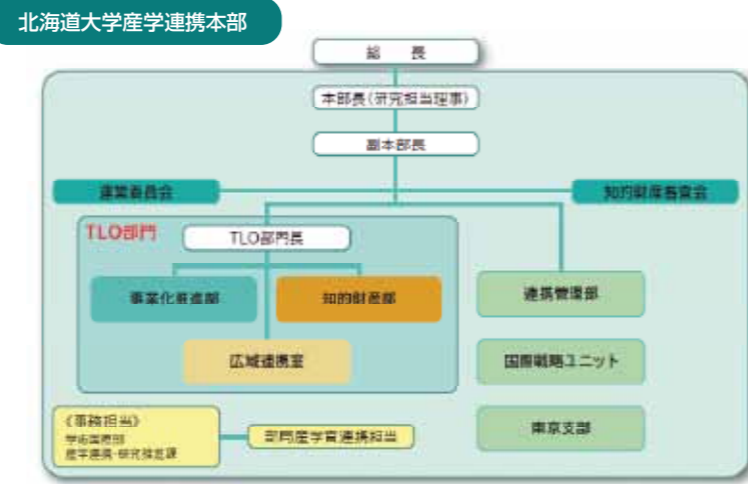 北海道大学産学連携本部
総　長
本部長(研究担当理事)
副本部長
運営委員会
知的財産審査会
TLO部門
TLO部門長
事業化推進部
知的財産部
連携管理部
広域連携室
国際戦略ユニット
《事務担当》
学術国際部
産学連携・研究推進課
部局産学官連携担当
東京支部